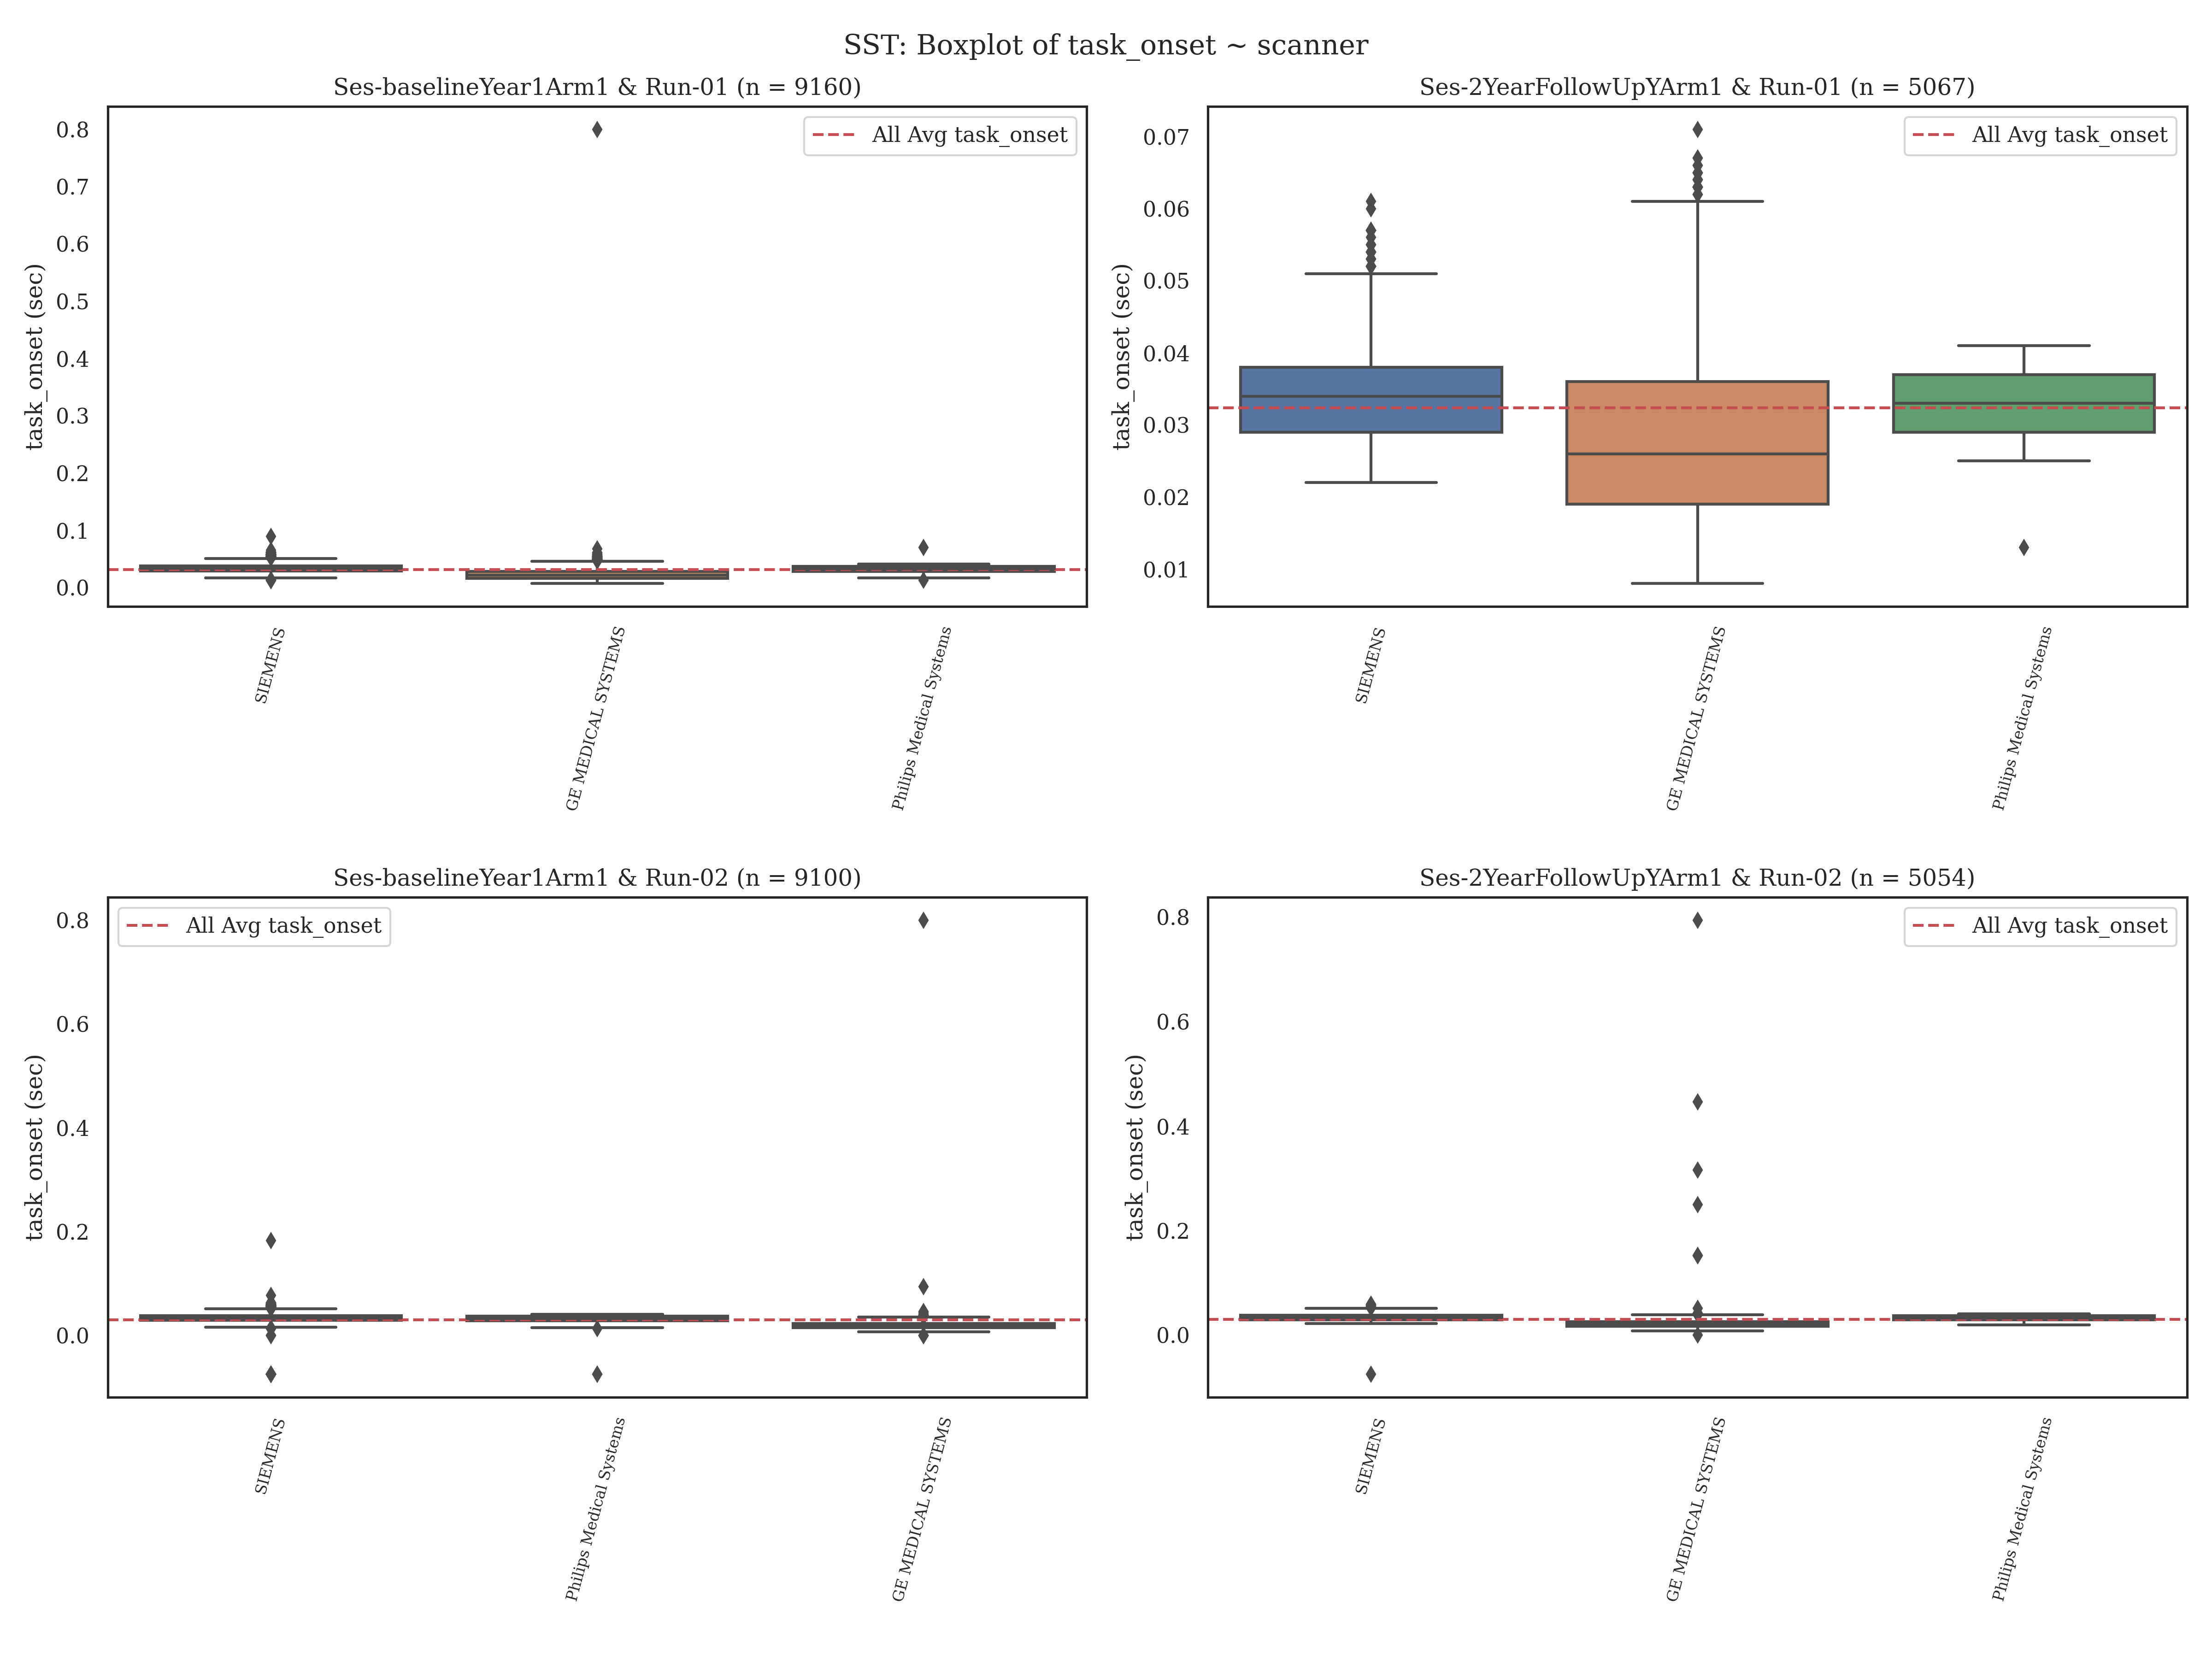 SST: Boxplot of task_onset ~ scanner
Ses-baselineYear1Arm1 & Run-01 (n = 9160)
All Avg task_onset
task_onset (sec)
0.8
0.7
0.6
0.5
0.4
0.3
0.2
0.1
0.0
SIEMENS
GE MEDICAL SYSTEMS
Philips Medical Systems
Ses-2YearFollowUpYArm1 & Run-01 (n = 5067)
All Avg task_onset
task_onset (sec)
0.07
0.06
0.05
0.04
0.03
0.02
0.01
SIEMENS
GE MEDICAL SYSTEMS
Philips Medical Systems
Ses-baselineYear1Arm1 & Run-02 (n = 9100)
All Avg task_onset
task_onset (sec)
0.8
0.6
0.4
0.2
0.0
SIEMENS
Philips Medical Systems
GE MEDICAL SYSTEMS
Ses-2YearFollowUpYArm1 & Run-02 (n = 5054)
All Avg task_onset
task_onset (sec)
0.8
0.6
0.4
0.2
0.0
SIEMENS
GE MEDICAL SYSTEMS
Philips Medical Systems